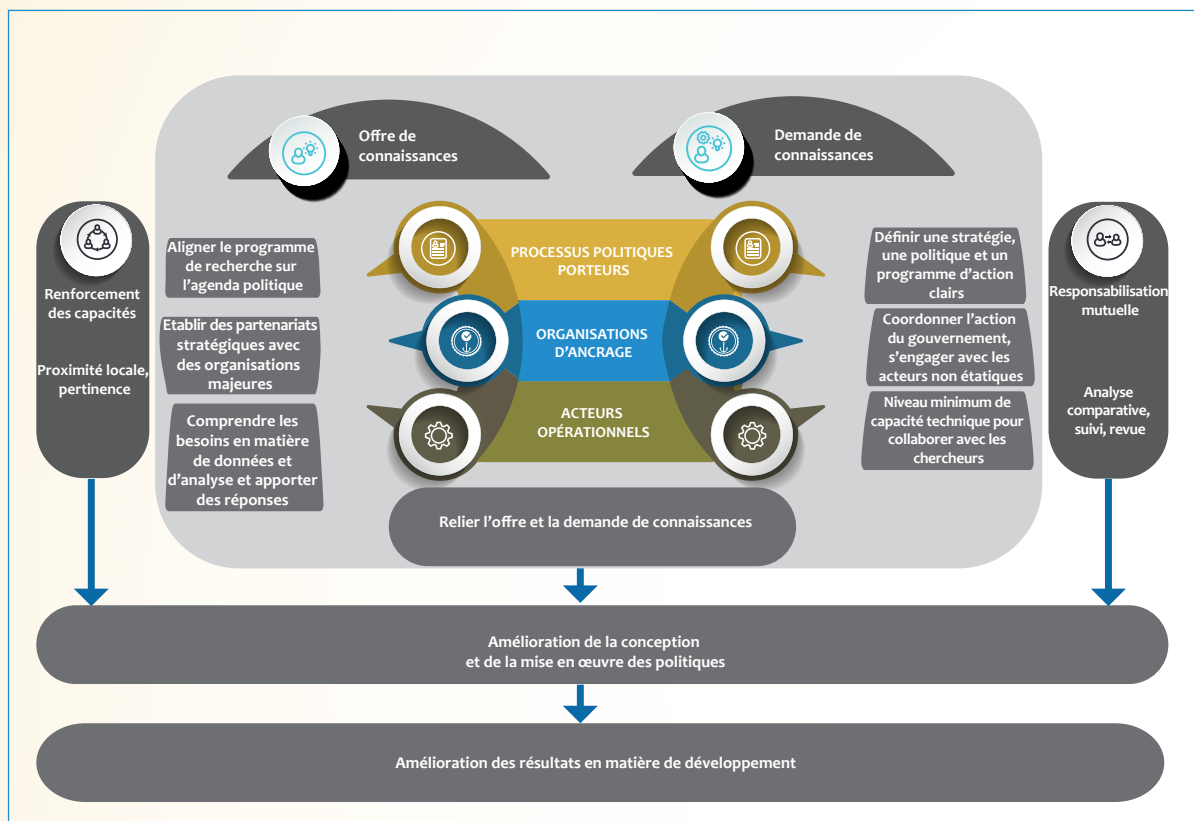 Offre de
connaissances
Demande de
connaissances
Renforcement
des capacités
Proximité locale,
pertinence
Aligner le programme
de recherche sur
l’agenda politique
Etablir des partenariats
stratégiques avec
des organisations
majeures
Comprendre les
besoins en matière
de données et
d’analyse et apporter
des réponses
PROCESSUS POLITIQUES
PORTEURS
ORGANISATIONS
D’ANCRAGE
ACTEURS
OPÉRATIONNELS
Définir une stratégie,
une politique et un
programme d’action
clairs
Coordonner l’action
du gouvernement,
s’engager avec les
acteurs non étatiques
Niveau minimum de
capacité technique pour
collaborer avec les
chercheurs
Responsabilisation
mutuelle
Analyse
comparative,
suivi, revue
Relier l’offre et la demande de connaissances
Amélioration de la conception
et de la mise en œuvre des politiques
Amélioration des résultats en matière de développement